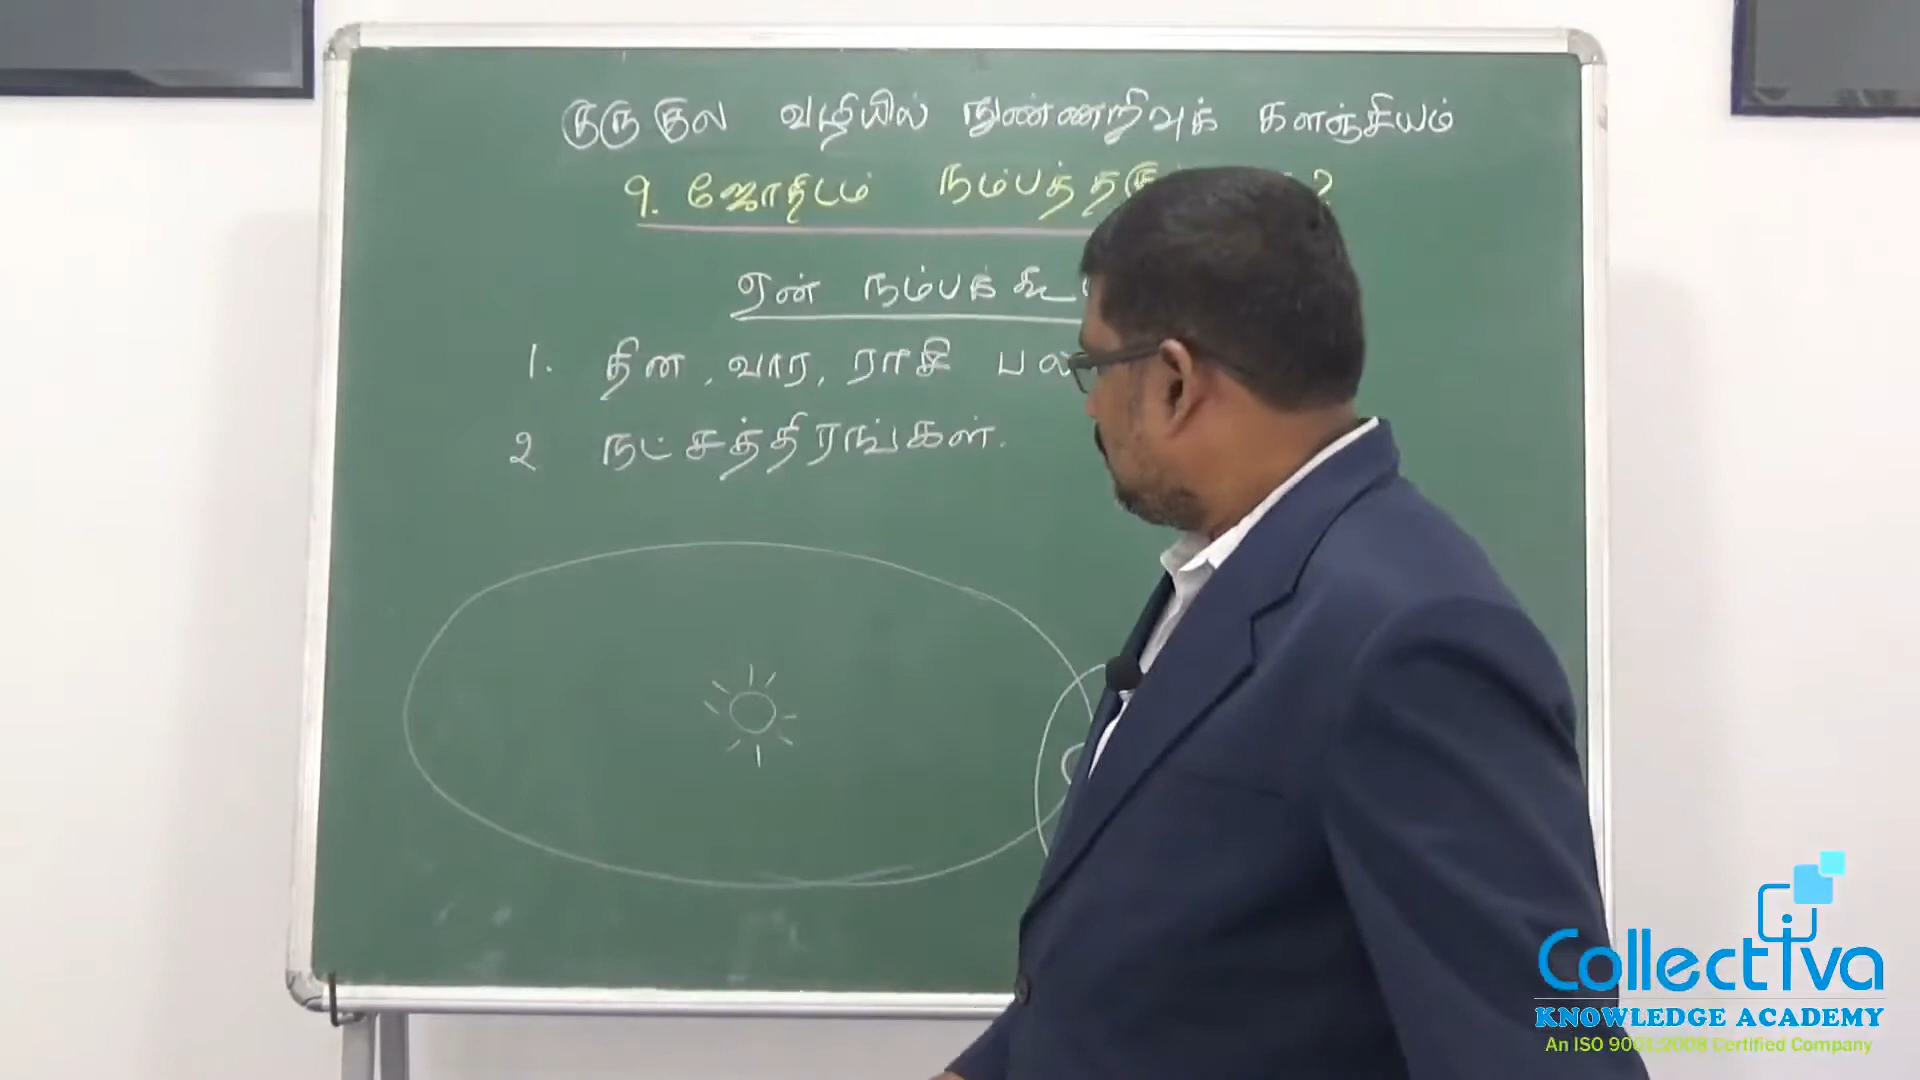 குருகுல வழியில் நுண்ணறிவுக் களஞ்சியம்
9. ஜோதிடம் நம்பத்தகு ?
ஏன் நம்பக்கூ
1. தின, வார, ராசி பல
2 நட்சத்திரங்கள்.
Collectiva
KNOWLEDGE ACADEMY
An ISO 9001:2008 Certified Company